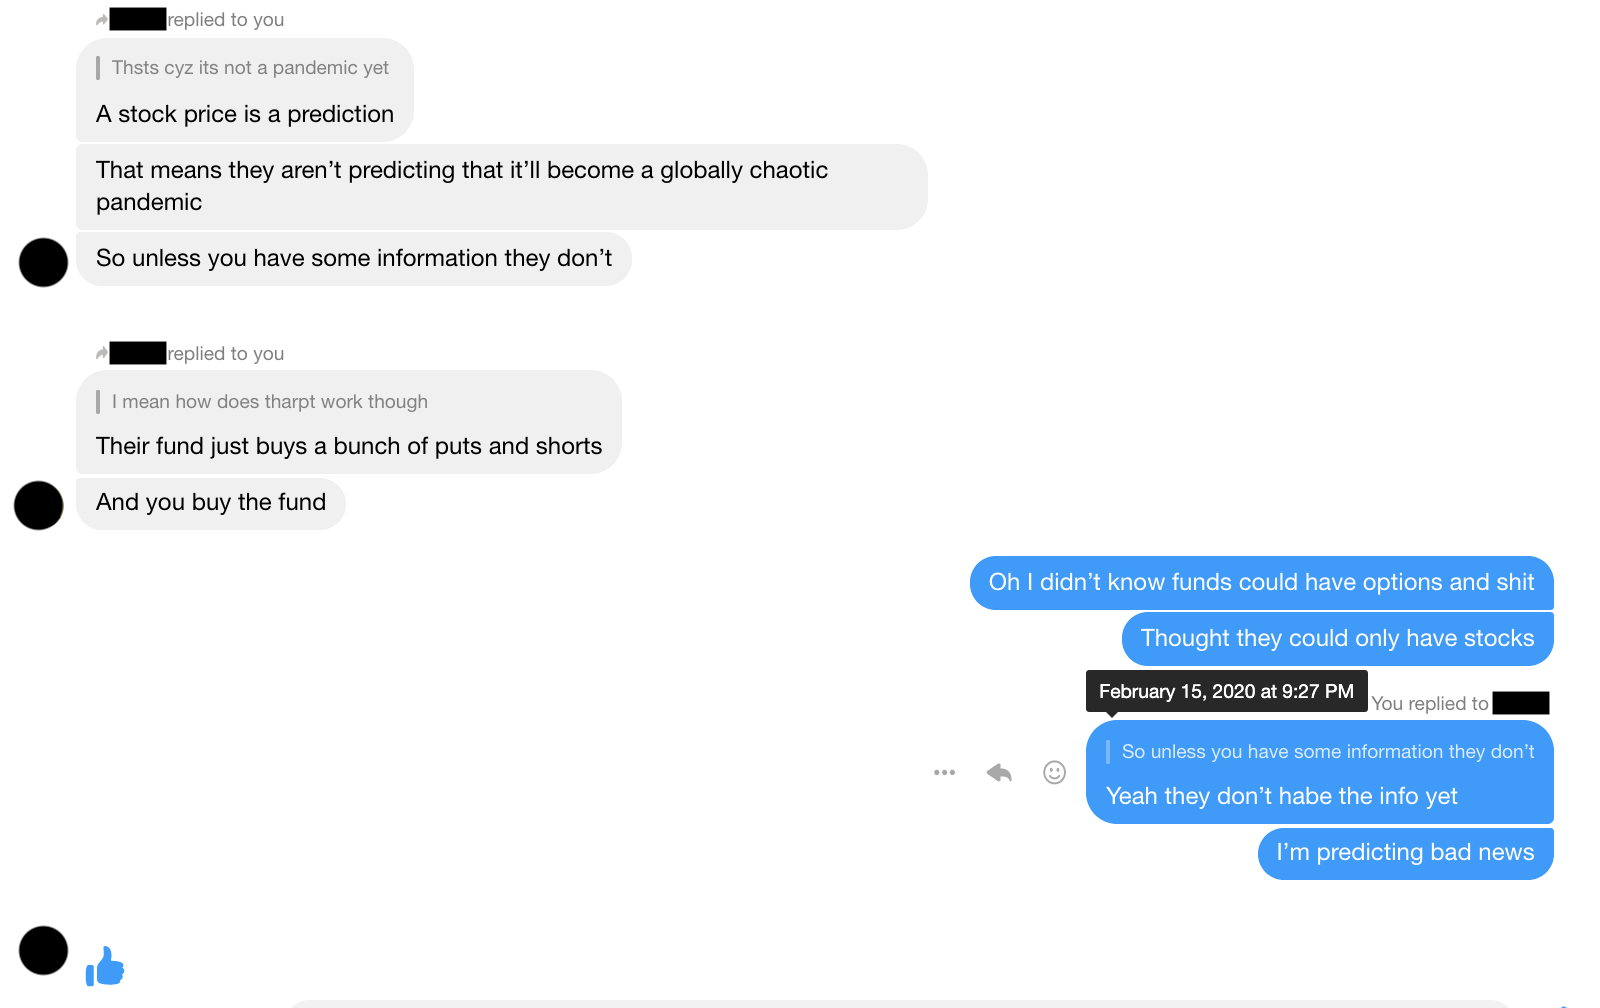 replied to you
Thsts cyz its not a pandemic yet
A stock price is a prediction
That means they aren’t predicting that it’ll become a globally chaotic
pandemic
So unless you have some information they don’t
replied to you
I mean how does tharpt work though
Their fund just buys a bunch of puts and shorts
And you buy the fund
Oh I didn’t know funds could have options and shit
Thought they could only have stocks
February 15, 2020 at 9:27 PM
You replied to
So unless you have some information they don’t
Yeah they don’t habe the info yet
I’m predicting bad news